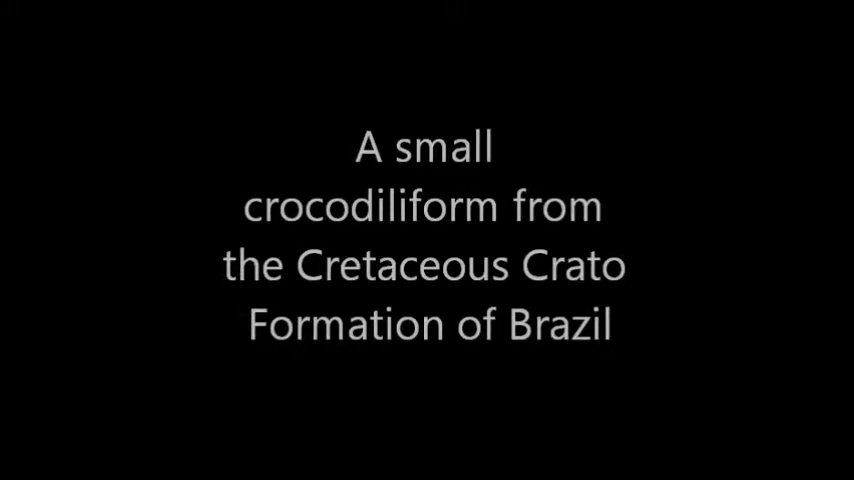 A small
crocodiliform from
the Cretaceous Crato
Formation of Brazil